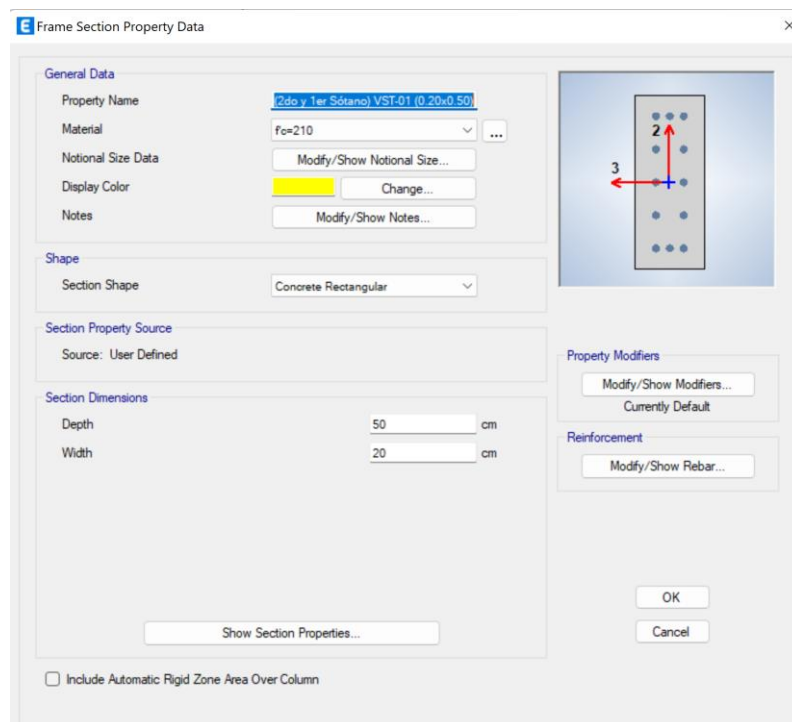 E Frame Section Property Data
General Data
Property Name (2do y 1er Sótano) VST-01 (0.20x0.50)
Material f'c=210 ...
Notional Size Data Modify/Show Notional Size...
Display Color Change...
Notes Modify/Show Notes...
2
3
Shape
Section Shape Concrete Rectangular
Section Property Source
Source: User Defined
Property Modifiers
Modify/Show Modifiers...
Currently Default
Section Dimensions
Depth 50 cm
Width 20 cm
Reinforcement
Modify/Show Rebar...
Show Section Properties...
OK
Cancel
Include Automatic Rigid Zone Area Over Column